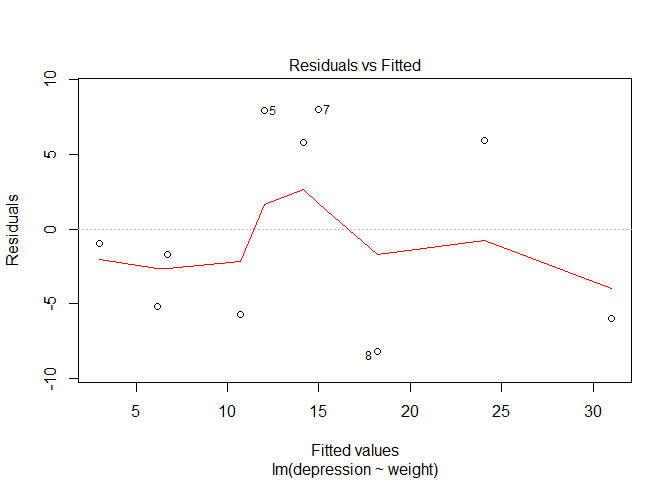 Residuals vs Fitted
10
5
0
-5
-10
Residuals
5
7
8
5 10 15 20 25 30
Fitted values
lm(depression ~ weight)